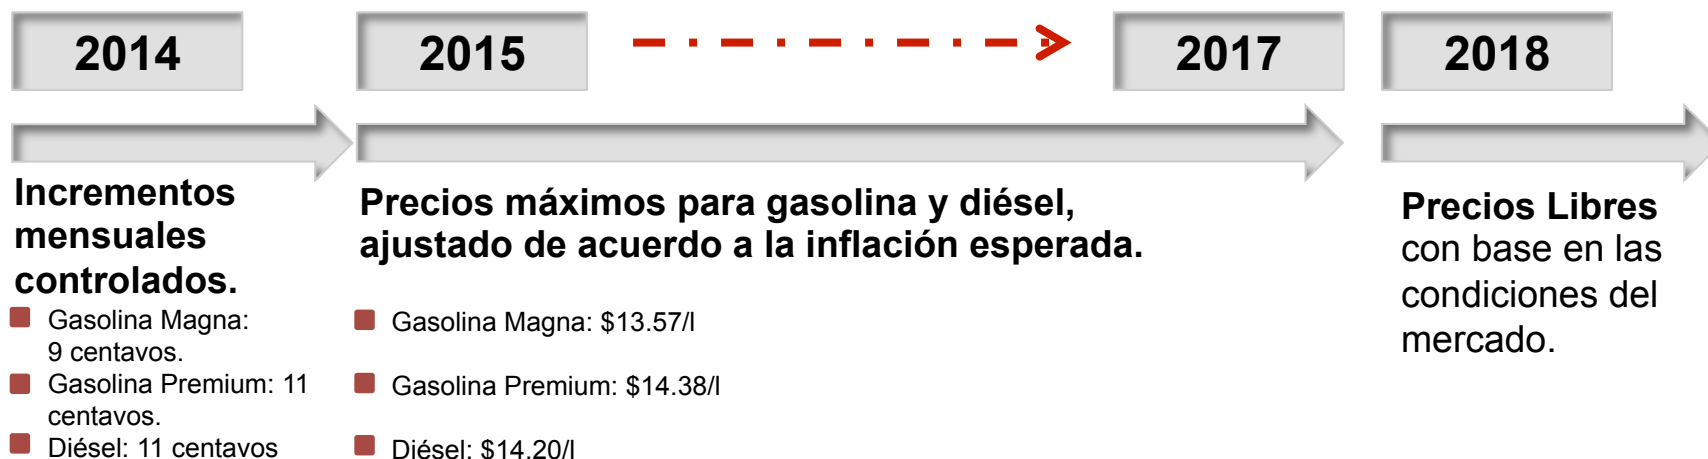 2014
2015
2017
2018
Incrementos
mensuales
controlados.
Gasolina Magna:
9 centavos.
Gasolina Premium: 11
centavos.
Diésel: 11 centavos
Precios máximos para gasolina y diésel,
ajustado de acuerdo a la inflación esperada.
Gasolina Magna: $13.57/l
Gasolina Premium: $14.38/l
Diésel: $14.20/l
Precios Libres
con base en las
condiciones del
mercado.